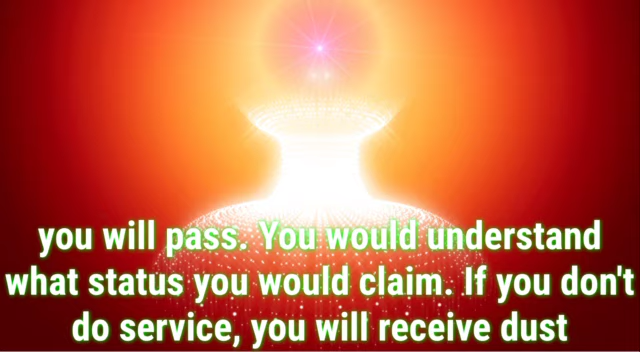 you will pass. You would understand
what status you would claim. If you don't
do service, you will receive dust